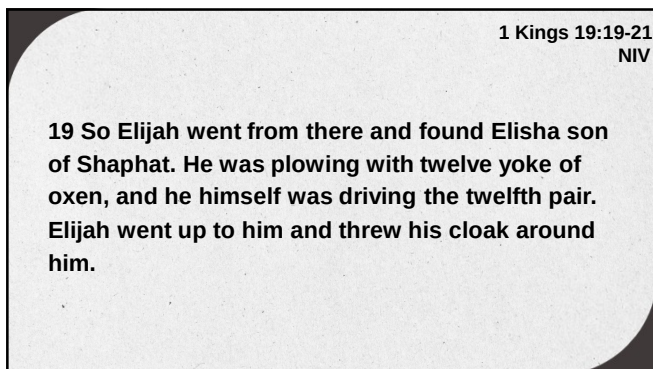 1 Kings 19:19-21
NIV
19 So Elijah went from there and found Elisha son
of Shaphat. He was plowing with twelve yoke of
oxen, and he himself was driving the twelfth pair.
Elijah went up to him and threw his cloak around
him.